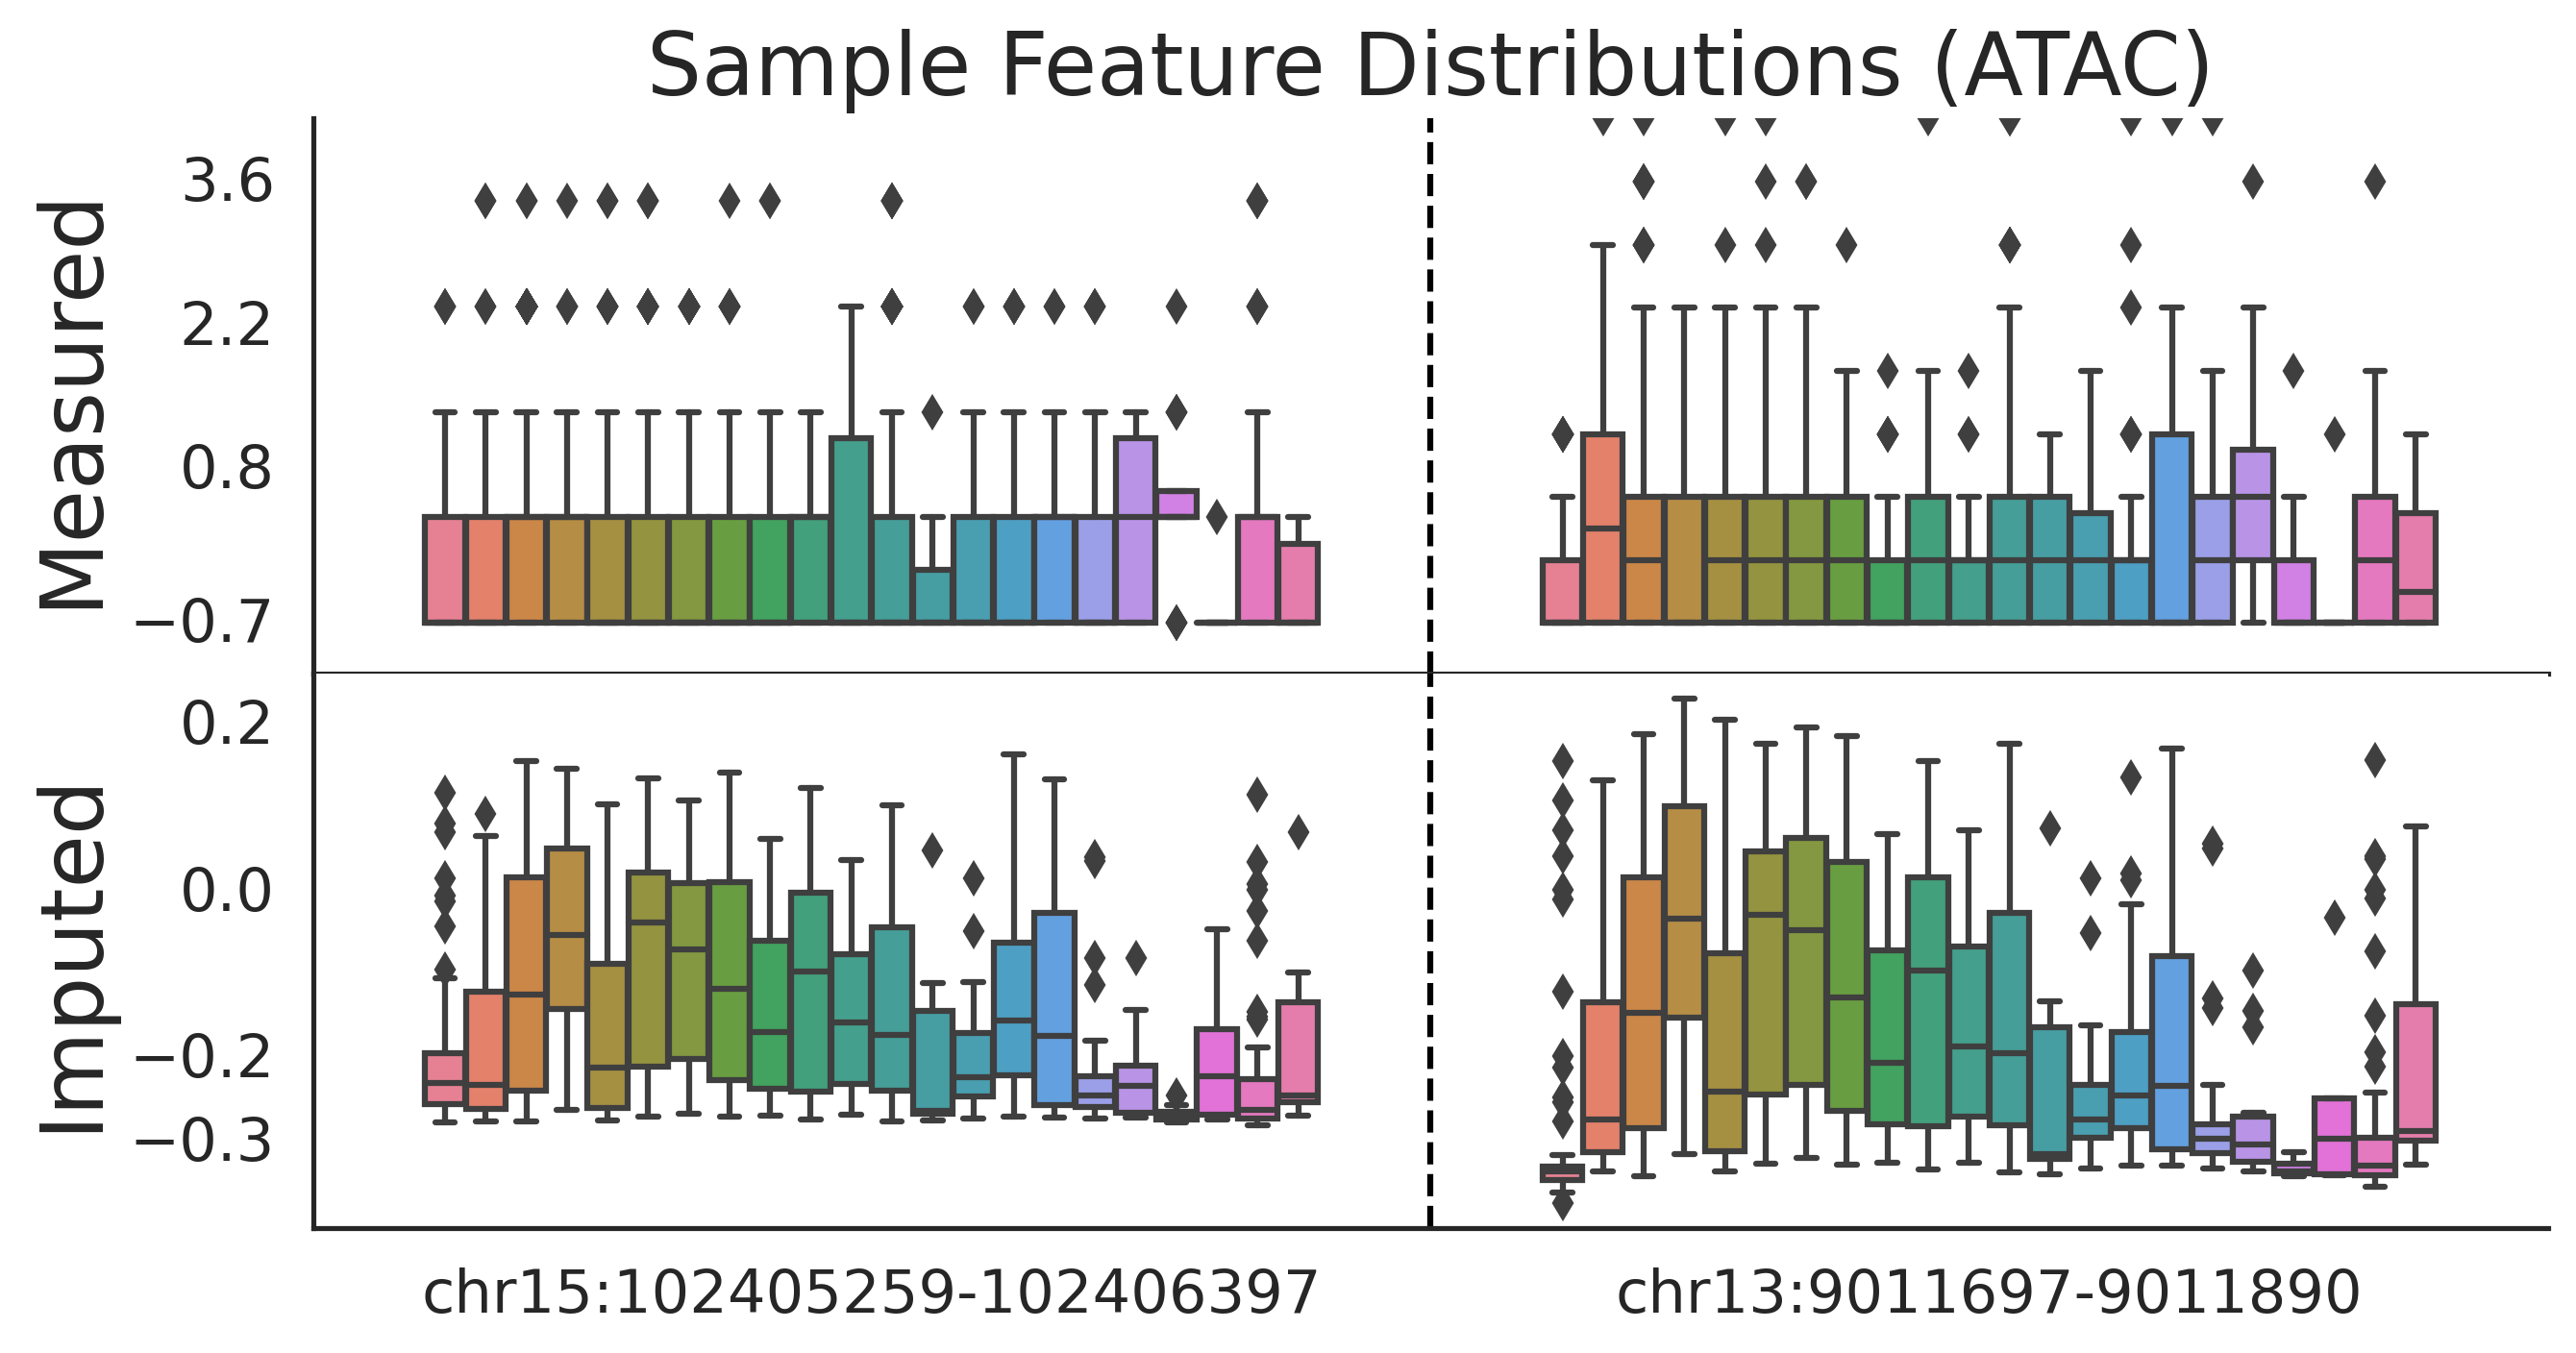 Sample Feature Distributions (ATAC)
Measured
3.6
2.2
0.8
−0.7
Imputed
0.2
0.0
−0.2
−0.3
chr15:102405259-102406397
chr13:9011697-9011890